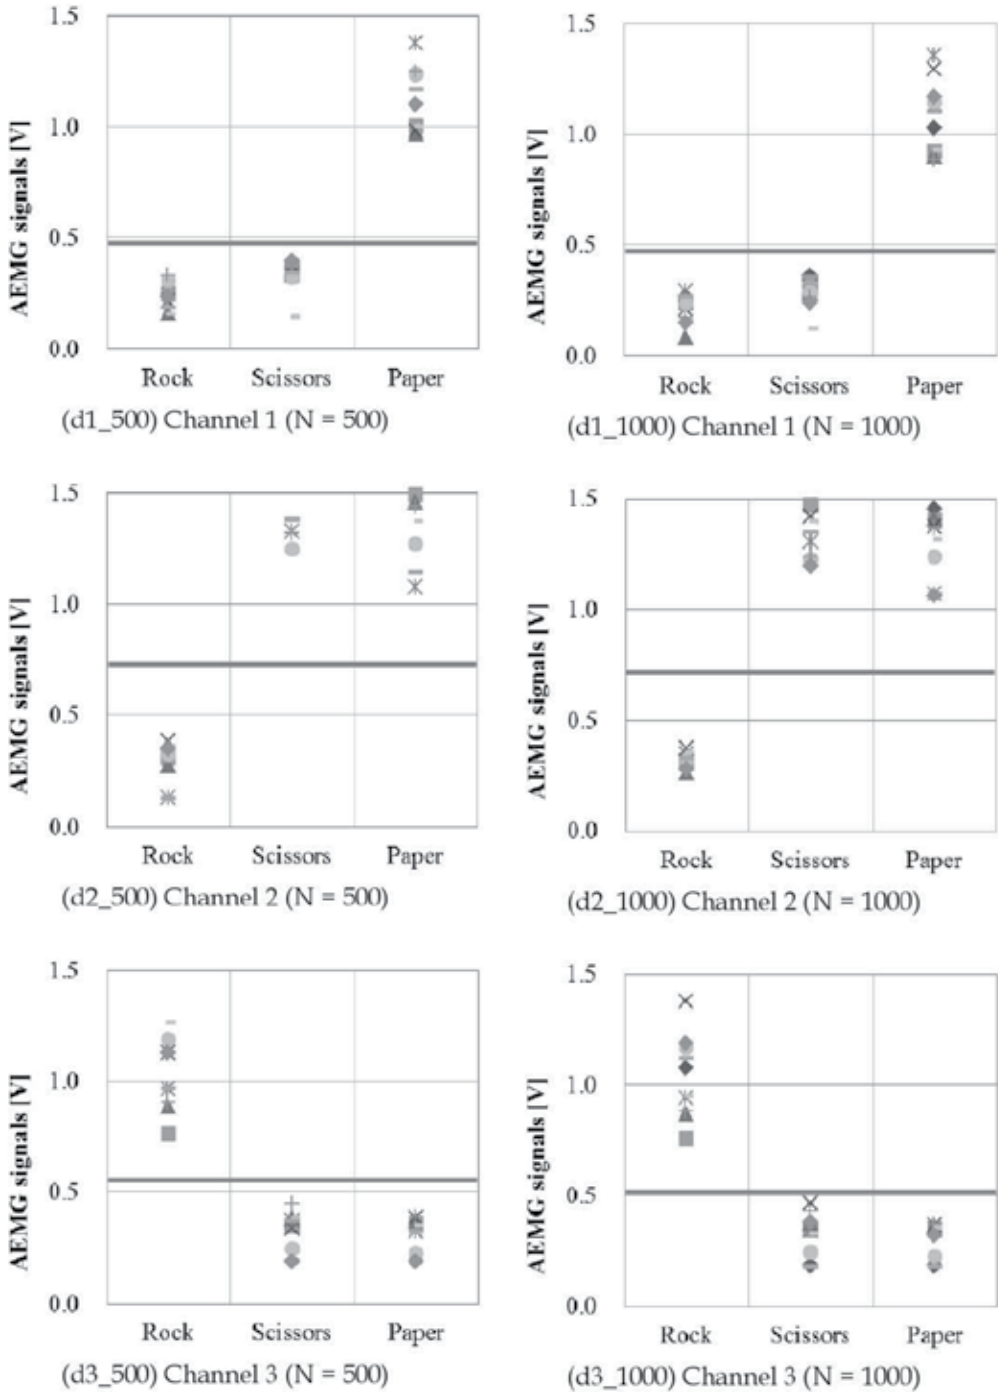 1.5
1.0
0.5
0.0
AEMG signals [V]
Rock Scissors Paper
(d1_500) Channel 1 (N = 500)
1.5
1.0
0.5
0.0
AEMG signals [V]
Rock Scissors Paper
(d1_1000) Channel 1 (N = 1000)
1.5
1.0
0.5
0.0
AEMG signals [V]
Rock Scissors Paper
(d2_500) Channel 2 (N = 500)
1.5
1.0
0.5
0.0
AEMG signals [V]
Rock Scissors Paper
(d2_1000) Channel 2 (N = 1000)
1.5
1.0
0.5
0.0
AEMG signals [V]
Rock Scissors Paper
(d3_500) Channel 3 (N = 500)
1.5
1.0
0.5
0.0
AEMG signals [V]
Rock Scissors Paper
(d3_1000) Channel 3 (N = 1000)